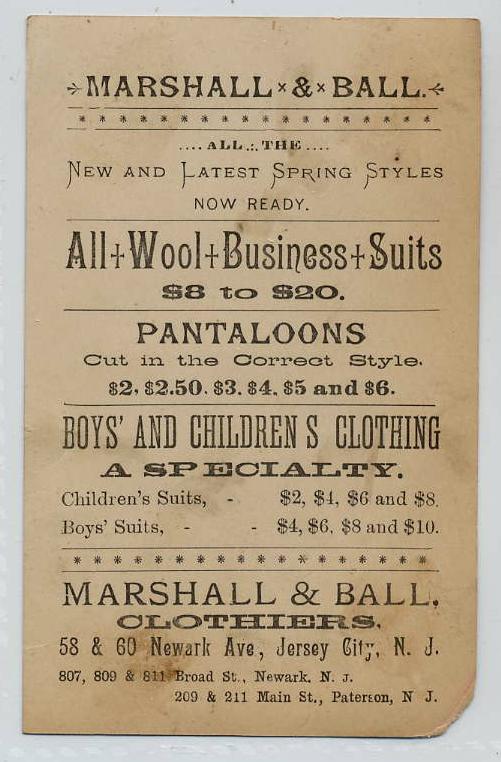 MARSHALL × & × BALL.
* * * * * * * * * * * * * * * * * *
.... ALL .:. THE ....
NEW AND LATEST SPRING STYLES
NOW READY.
All+Wool+Business+Suits
$8 to $20.
PANTALOONS
Cut in the Correct Style.
$2, $2.50. $3. $4. $5 and $6.
BOYS' AND CHILDREN S CLOTHING
A SPECIALTY.
Children's Suits, - $2, $4, $6 and $8.
Boys' Suits, - - $4, $6, $8 and $10.
* * * * * * * * * * * * * * * * * *
MARSHALL & BALL,
CLOTHIERS,
58 & 60 Newark Ave, Jersey City, N. J.
807, 809 & 811 Broad St., Newark. N. J.
209 & 211 Main St., Paterson, N J.